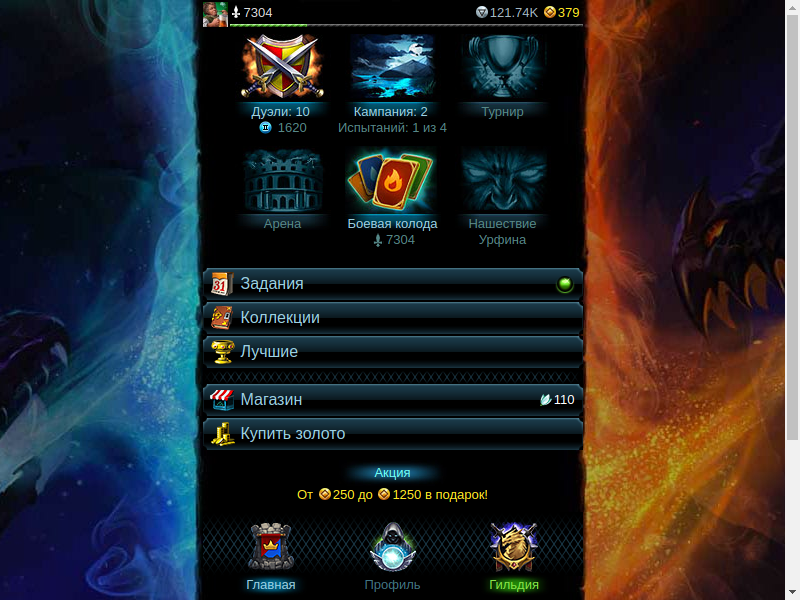 7304 121.74K 379
Дуэли: 10 Кампания: 2 Турнир
1620 Испытаний: 1 из 4
Арена Боевая колода Нашествие
7304 Урфина
31 Задания
Коллекции
Лучшие
Магазин 110
Купить золото
Акция
От 250 до 1250 в подарок!
Главная Профиль Гильдия